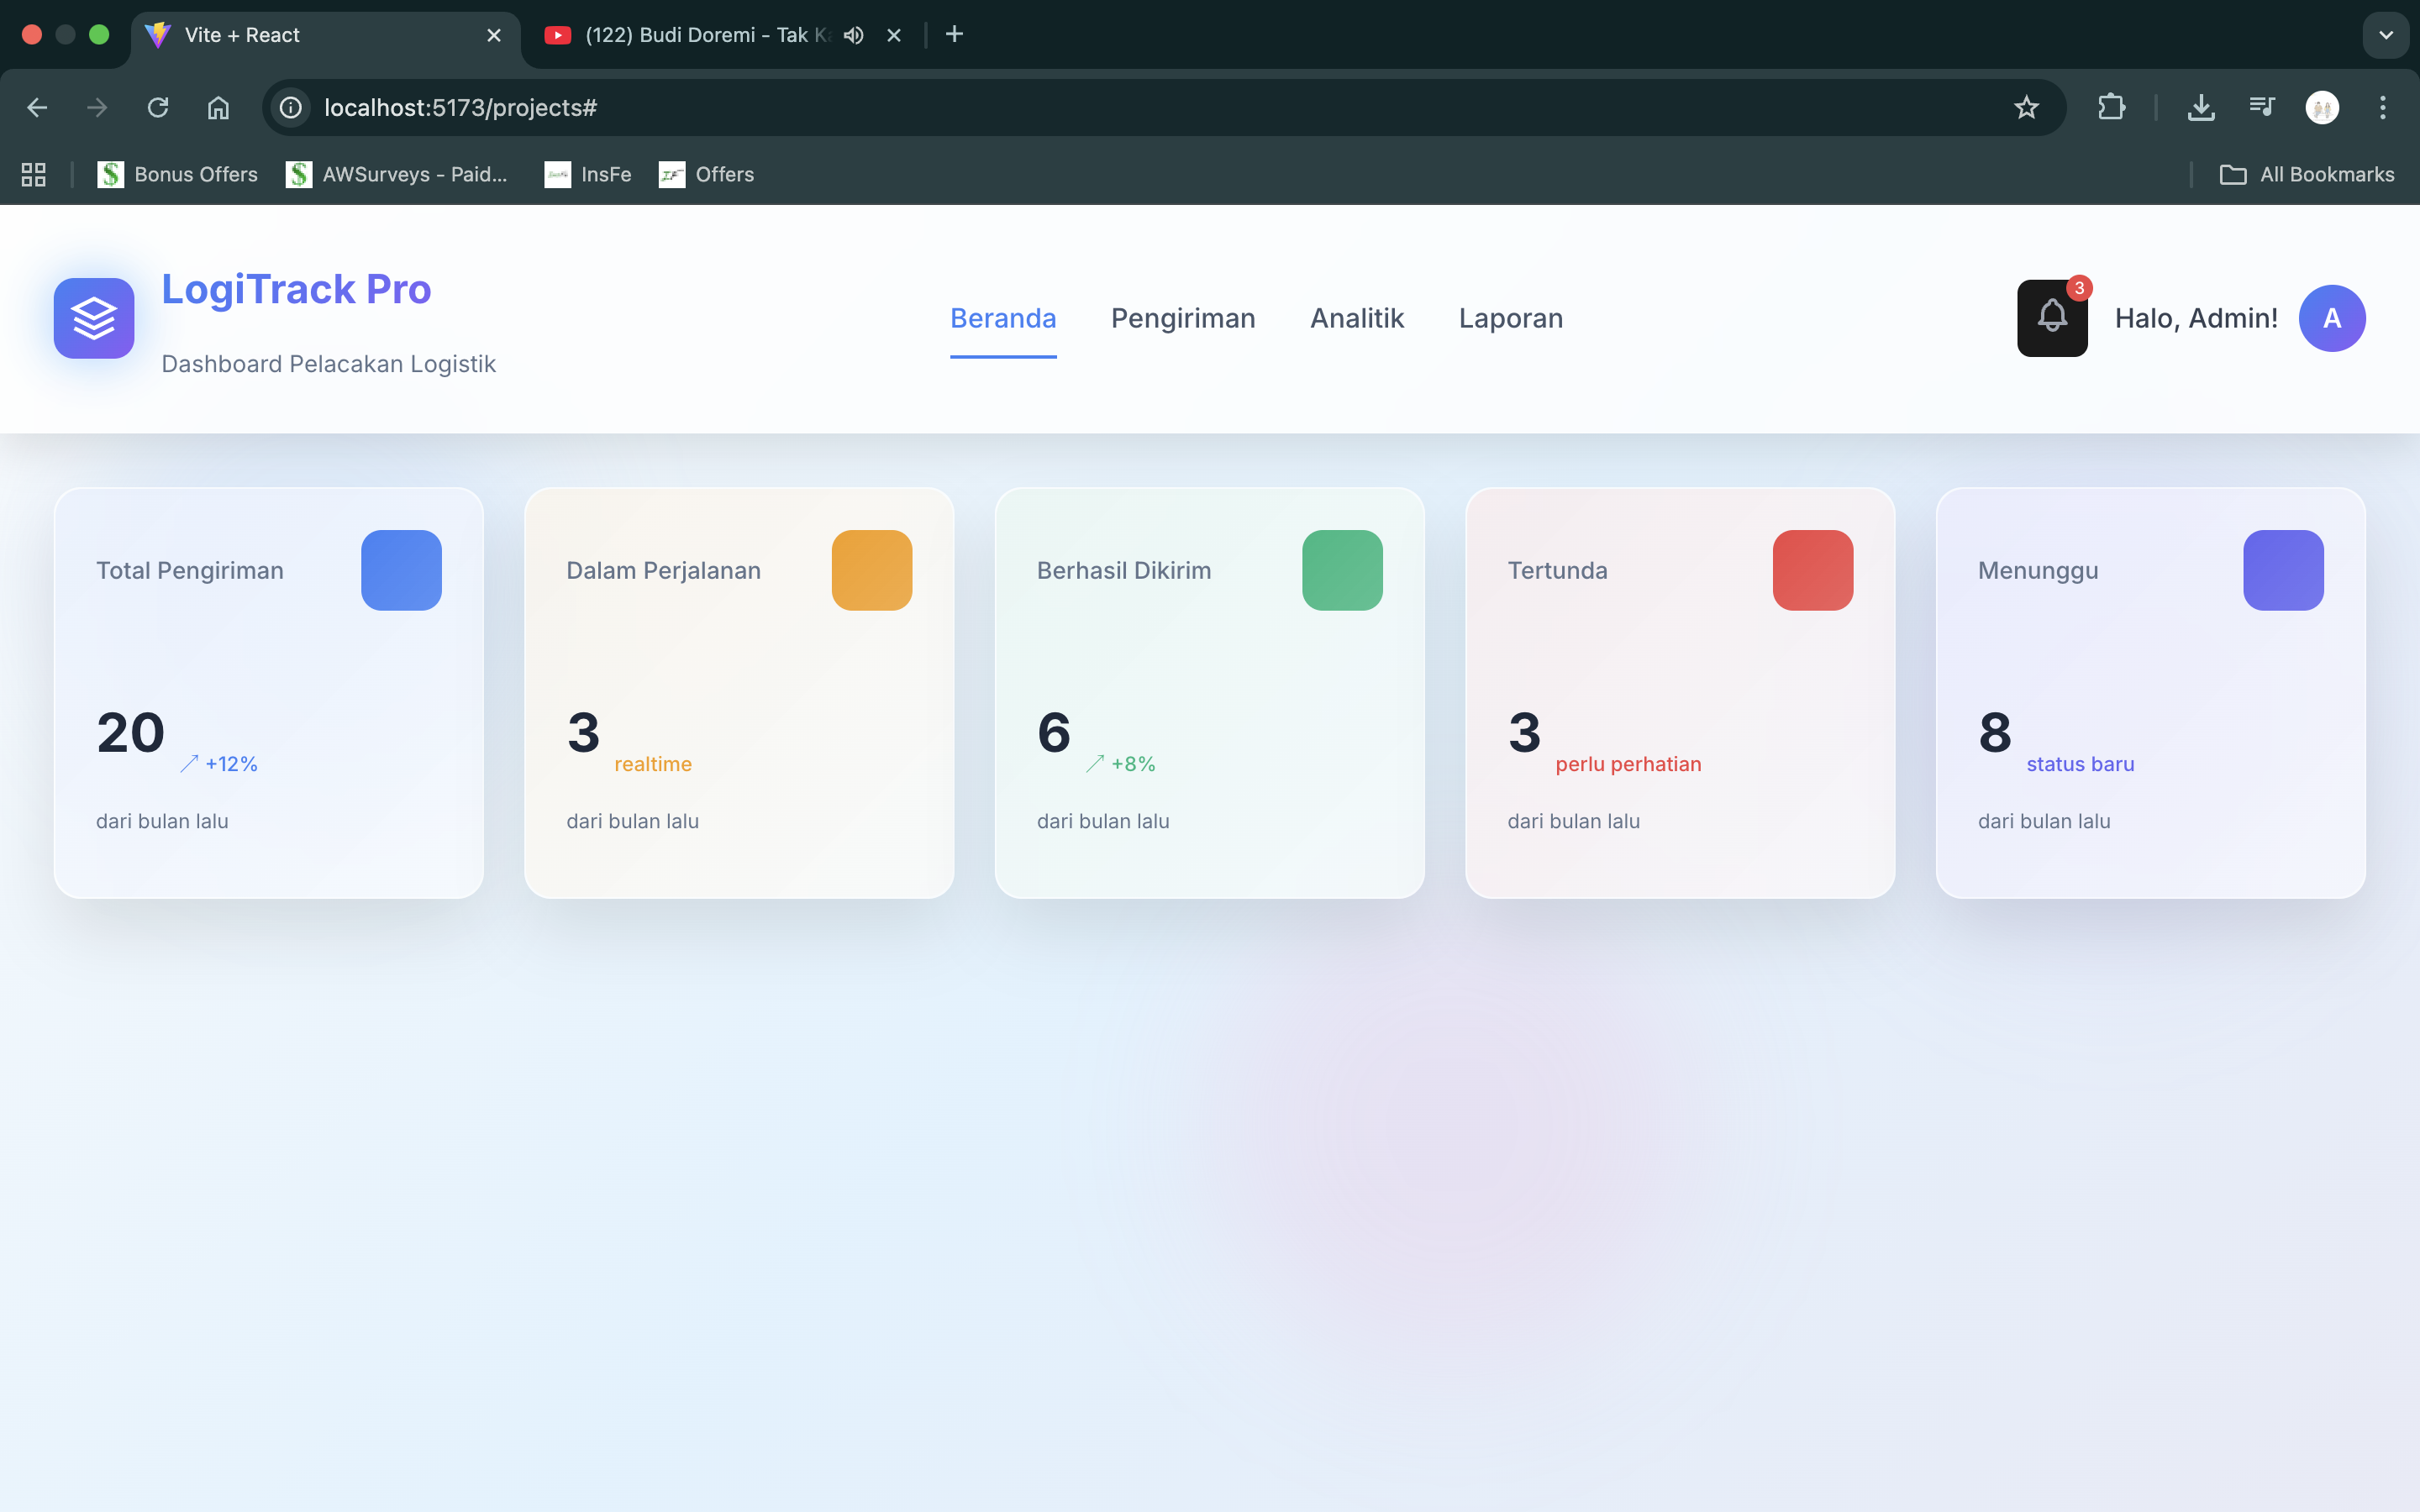 Vite + React
(122) Budi Doremi - Tak
localhost:5173/projects#
Bonus Offers
AWSurveys - Paid...
InsFe
Offers
All Bookmarks
LogiTrack Pro
Dashboard Pelacakan Logistik
Beranda
Pengiriman
Analitik
Laporan
3
Halo, Admin!
A
Total Pengiriman
20
↗ +12%
dari bulan lalu
Dalam Perjalanan
3
realtime
dari bulan lalu
Berhasil Dikirim
6
↗ +8%
dari bulan lalu
Tertunda
3
perlu perhatian
dari bulan lalu
Menunggu
8
status baru
dari bulan lalu